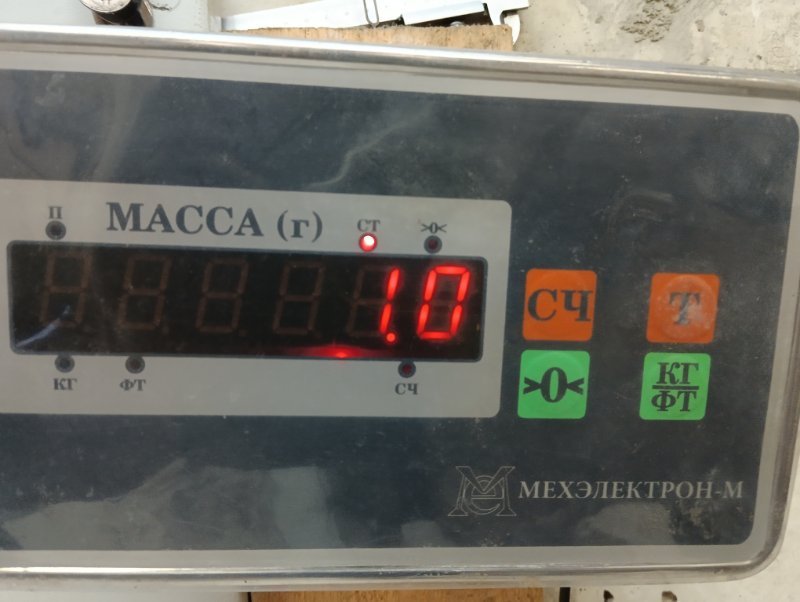 П
МАССА (г)
СТ
>0<
1.0
КГ
ФТ
СЧ
СЧ
Т
>0<
КГ
ФТ
МЕХЭЛЕКТРОН-М